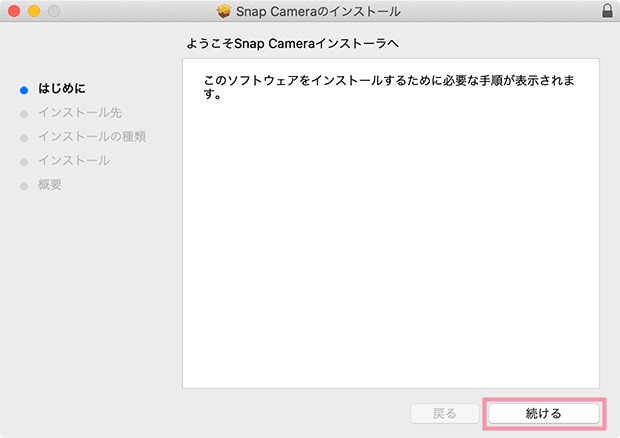 Snap Cameraのインストール
ようこそSnap Cameraインストーラへ
はじめに
インストール先
インストールの種類
インストール
概要
このソフトウェアをインストールするために必要な手順が表示されま
す。
戻る
続ける